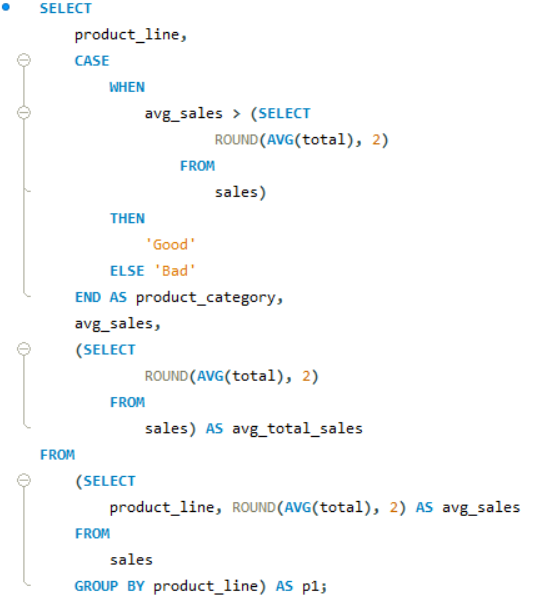 SELECT
product_line,
CASE
WHEN
avg_sales > (SELECT
ROUND(AVG(total), 2)
FROM
sales)
THEN
'Good'
ELSE 'Bad'
END AS product_category,
avg_sales,
(SELECT
ROUND(AVG(total), 2)
FROM
sales) AS avg_total_sales
FROM
(SELECT
product_line, ROUND(AVG(total), 2) AS avg_sales
FROM
sales
GROUP BY product_line) AS p1;